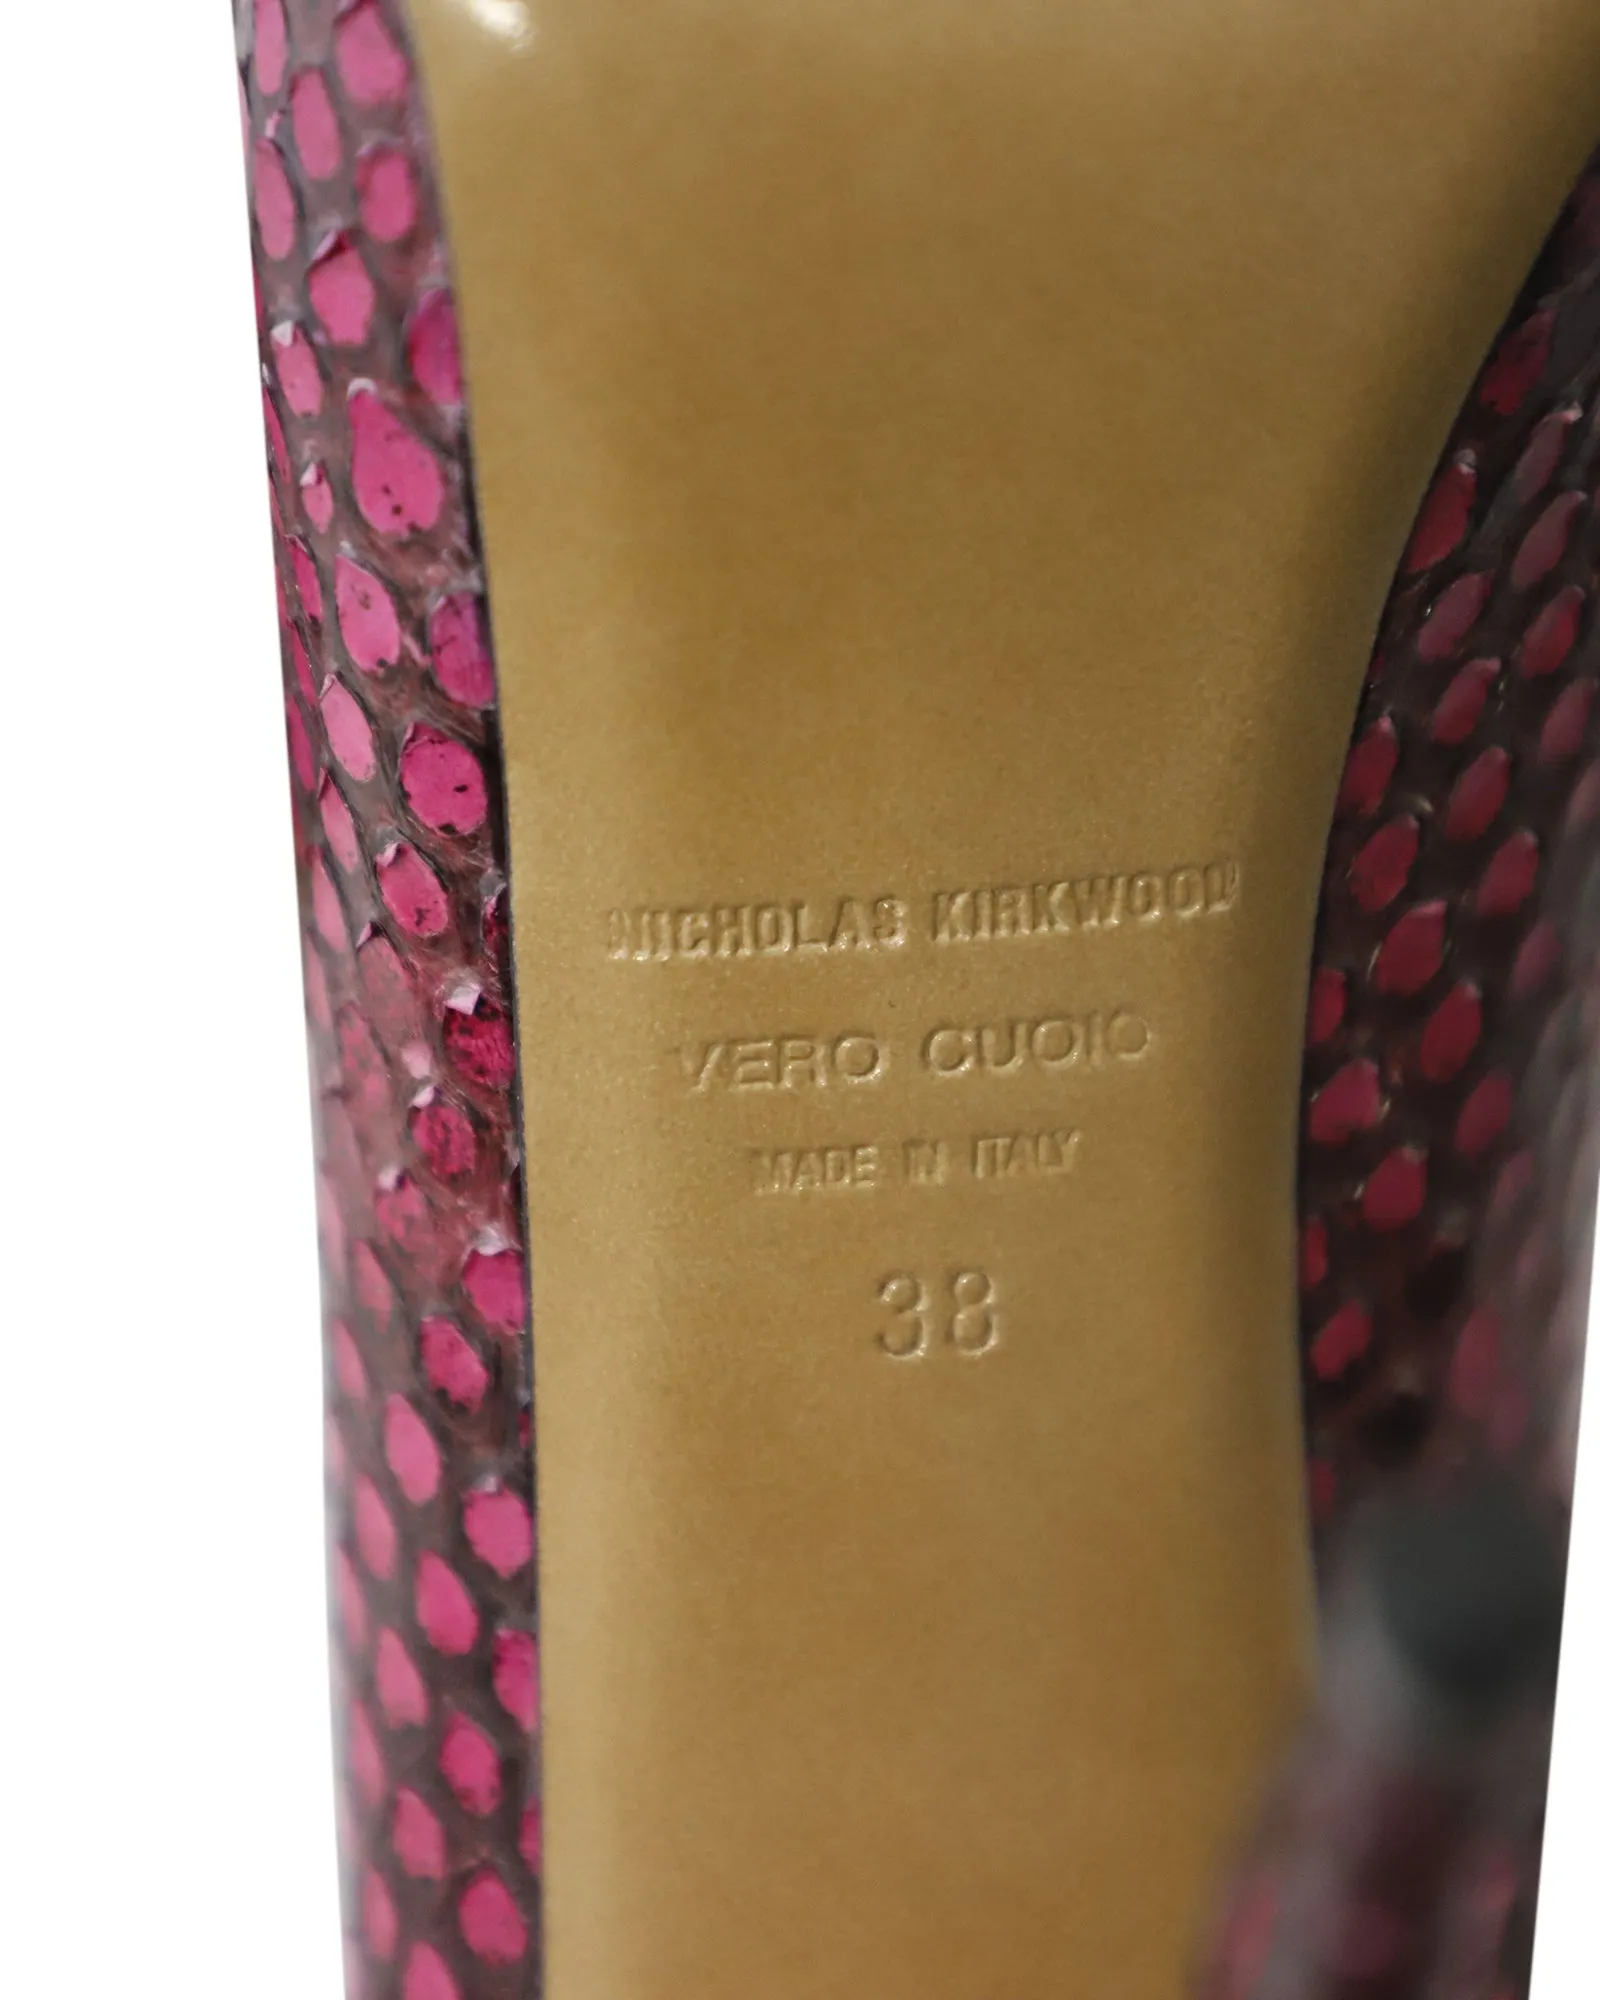 NICHOLAS KIRKWOOD
VERO CUOIO
MADE IN ITALY
38